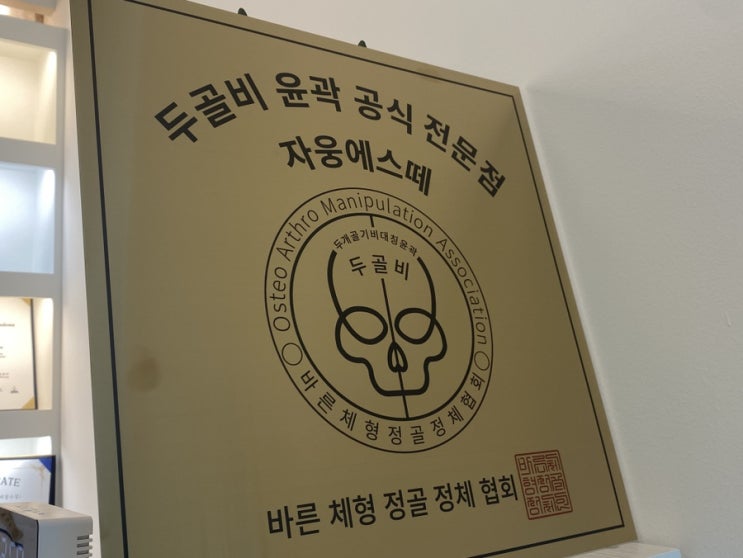 두골비 윤곽 공식 전문점
자웅에스떼
Osteo Arthro Manipulation Association
두개골기비대칭윤곽
두골비
바른체형정골정체협회
바른 체형 정골 정체 협회